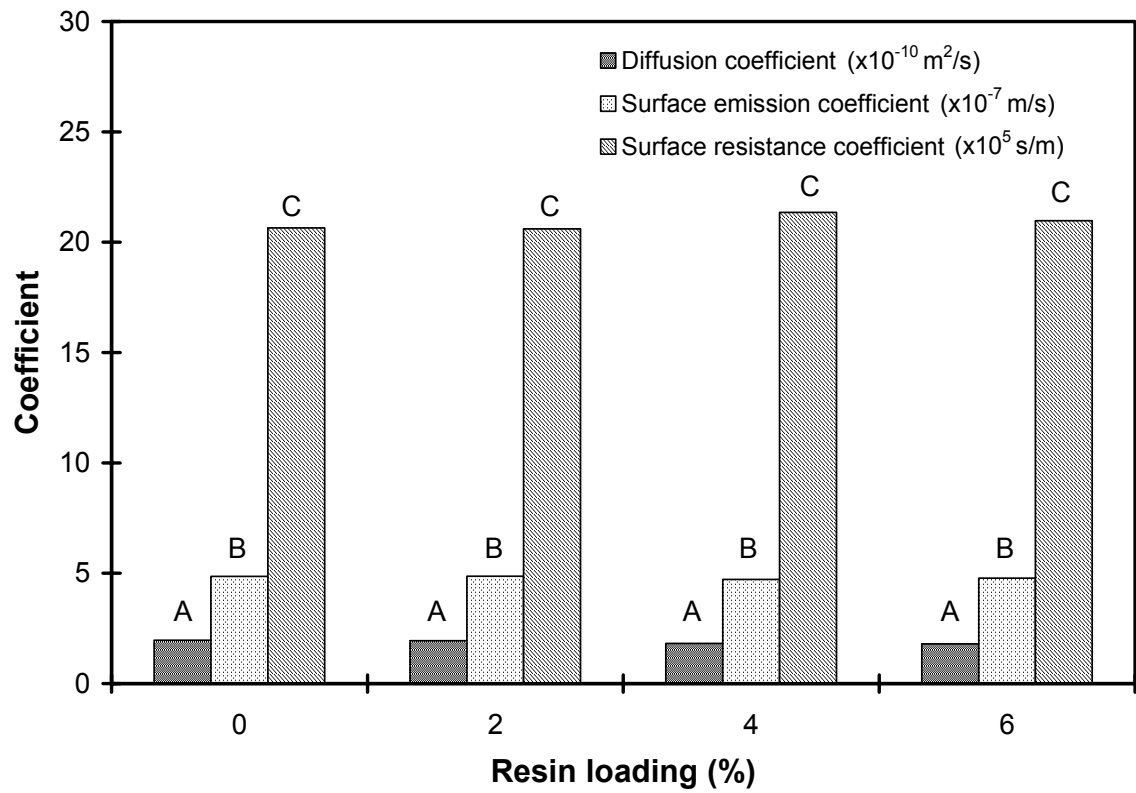 30
25
20
15
10
5
0
Coefficient
Diffusion coefficient (x10⁻¹⁰ m²/s)
Surface emission coefficient (x10⁻⁷ m/s)
Surface resistance coefficient (x10⁵ s/m)
A B C
A B C
A B C
A B C
0 2 4 6
Resin loading (%)